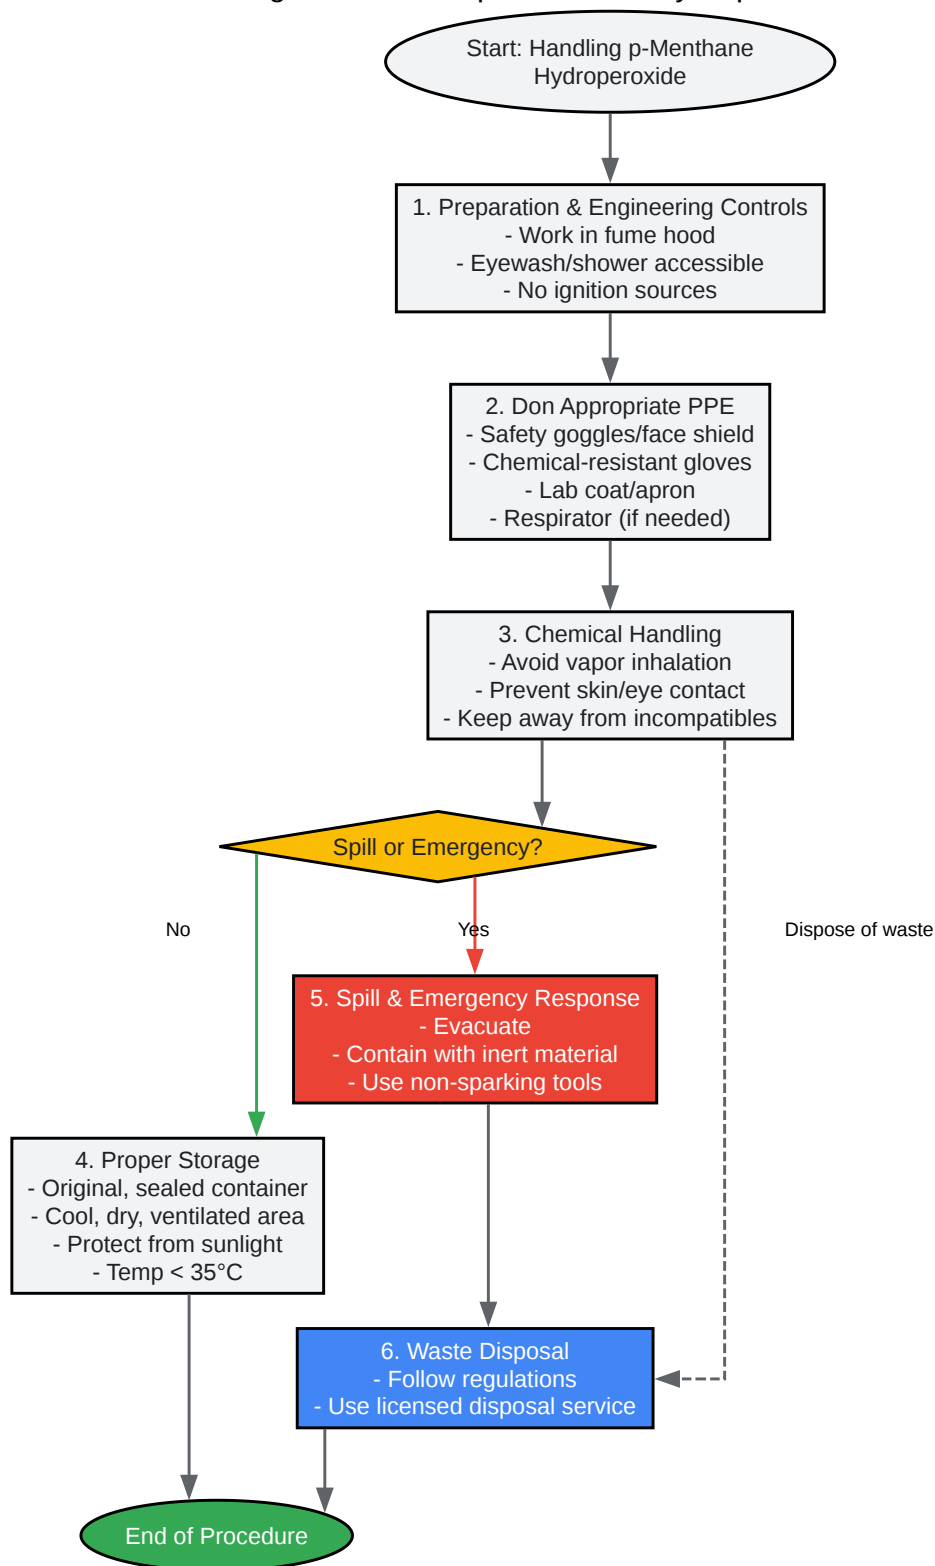 Start: Handling p-Menthane
Hydroperoxide
1. Preparation & Engineering Controls
- Work in fume hood
- Eyewash/shower accessible
- No ignition sources
2. Don Appropriate PPE
- Safety goggles/face shield
- Chemical-resistant gloves
- Lab coat/apron
- Respirator (if needed)
3. Chemical Handling
- Avoid vapor inhalation
- Prevent skin/eye contact
- Keep away from incompatibles
Spill or Emergency?
No
Yes
Dispose of waste
5. Spill & Emergency Response
- Evacuate
- Contain with inert material
- Use non-sparking tools
4. Proper Storage
- Original, sealed container
- Cool, dry, ventilated area
- Protect from sunlight
- Temp < 35°C
6. Waste Disposal
- Follow regulations
- Use licensed disposal service
End of Procedure